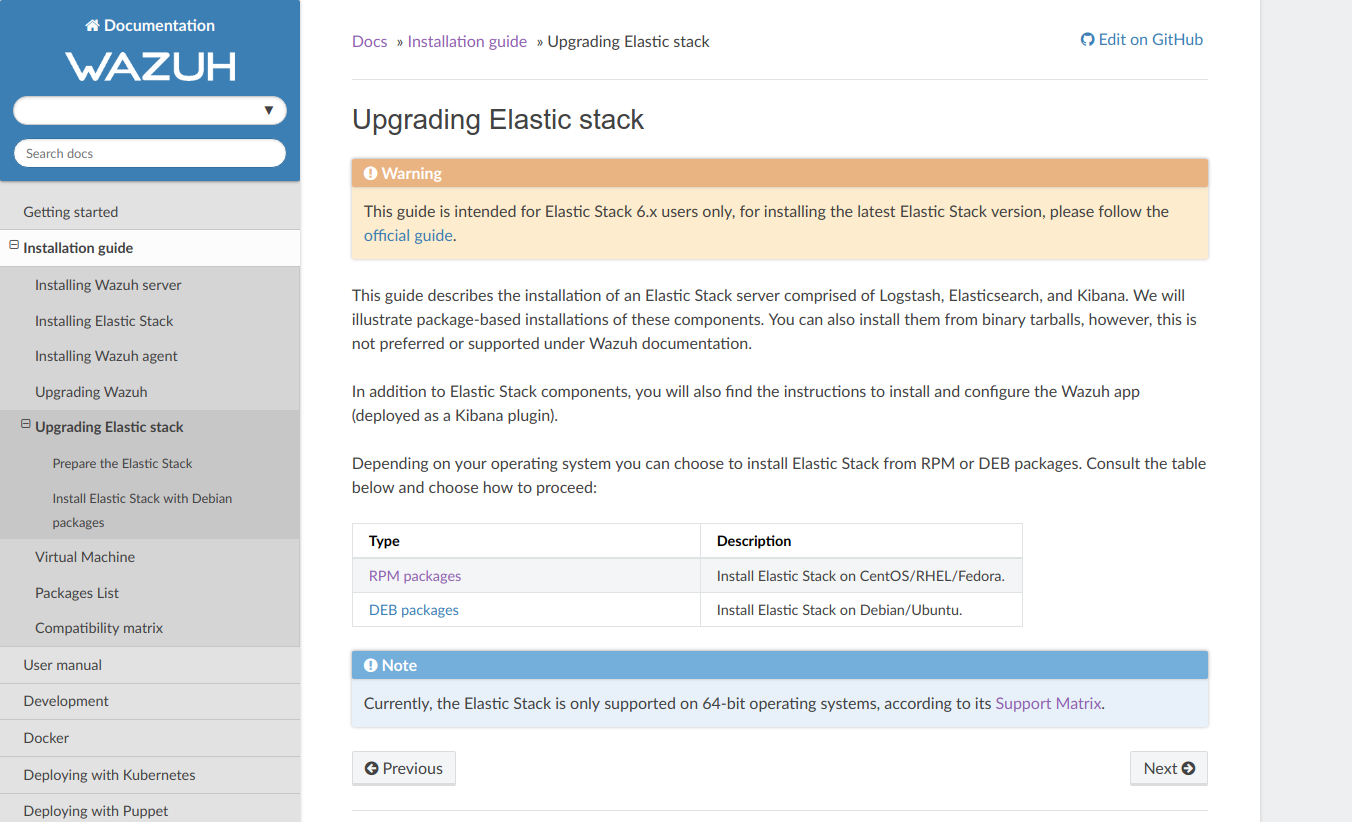 Documentation
WAZUH
Search docs
Getting started
Installation guide
Installing Wazuh server
Installing Elastic Stack
Installing Wazuh agent
Upgrading Wazuh
Upgrading Elastic stack
Prepare the Elastic Stack
Install Elastic Stack with Debian
packages
Virtual Machine
Packages List
Compatibility matrix
User manual
Development
Docker
Deploying with Kubernetes
Deploying with Puppet
Docs » Installation guide » Upgrading Elastic stack
Edit on GitHub
Upgrading Elastic stack
Warning
This guide is intended for Elastic Stack 6.x users only, for installing the latest Elastic Stack version, please follow the
official guide.
This guide describes the installation of an Elastic Stack server comprised of Logstash, Elasticsearch, and Kibana. We will
illustrate package-based installations of these components. You can also install them from binary tarballs, however, this is
not preferred or supported under Wazuh documentation.
In addition to Elastic Stack components, you will also find the instructions to install and configure the Wazuh app
(deployed as a Kibana plugin).
Depending on your operating system you can choose to install Elastic Stack from RPM or DEB packages. Consult the table
below and choose how to proceed:
Type Description
RPM packages Install Elastic Stack on CentOS/RHEL/Fedora.
DEB packages Install Elastic Stack on Debian/Ubuntu.
Note
Currently, the Elastic Stack is only supported on 64-bit operating systems, according to its Support Matrix.
Previous
Next